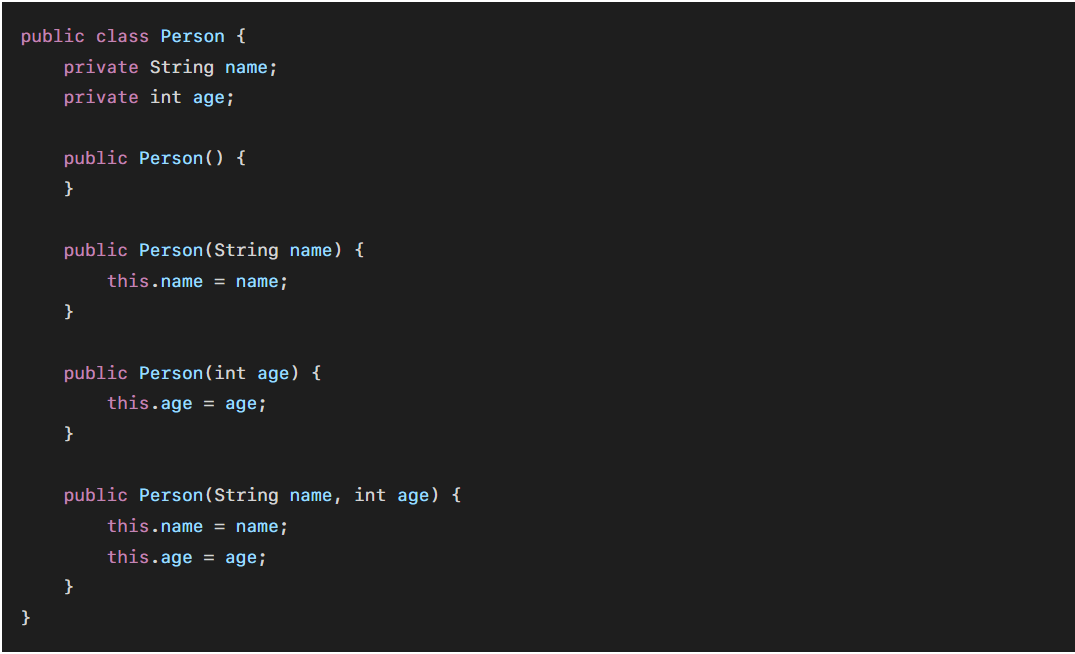 public class Person {
    private String name;
    private int age;

    public Person() {
    }

    public Person(String name) {
        this.name = name;
    }

    public Person(int age) {
        this.age = age;
    }

    public Person(String name, int age) {
        this.name = name;
        this.age = age;
    }
}